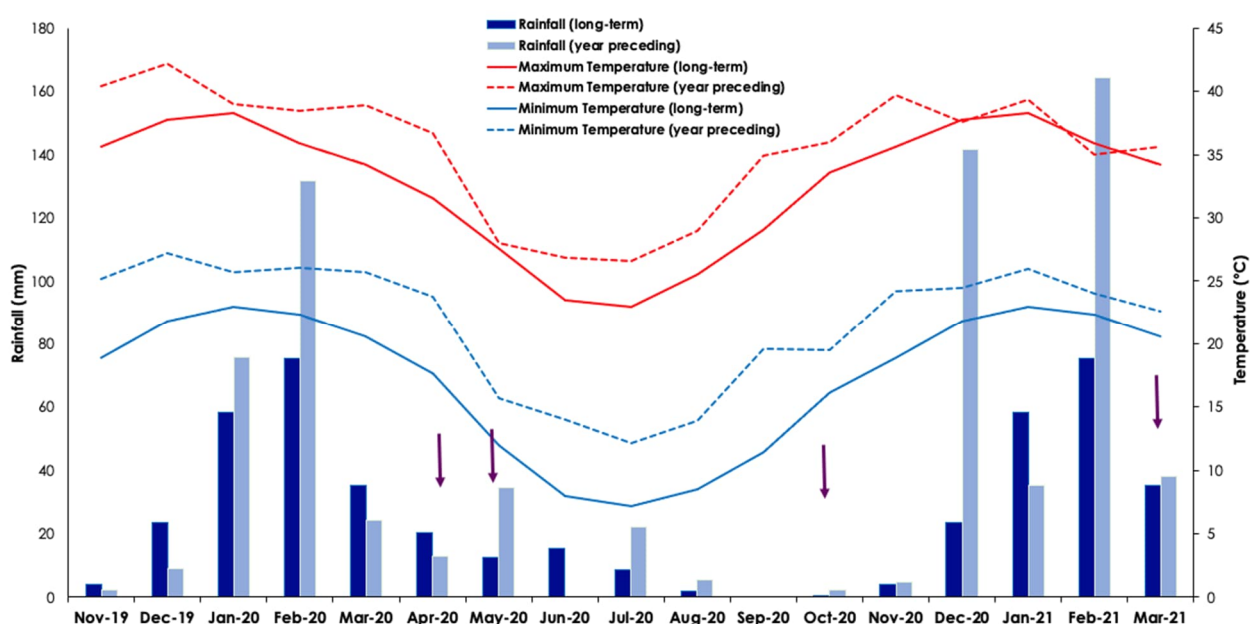 Rainfall (long-term)
Rainfall (year preceding)
Maximum Temperature (long-term)
Maximum Temperature (year preceding)
Minimum Temperature (long-term)
Minimum Temperature (year preceding)
180
160
140
120
100
80
60
40
20
0
Rainfall (mm)
45
40
35
30
25
20
15
10
5
0
Temperature (°C)
Nov-19 Dec-19 Jan-20 Feb-20 Mar-20 Apr-20 May-20 Jun-20 Jul-20 Aug-20 Sep-20 Oct-20 Nov-20 Dec-20 Jan-21 Feb-21 Mar-21